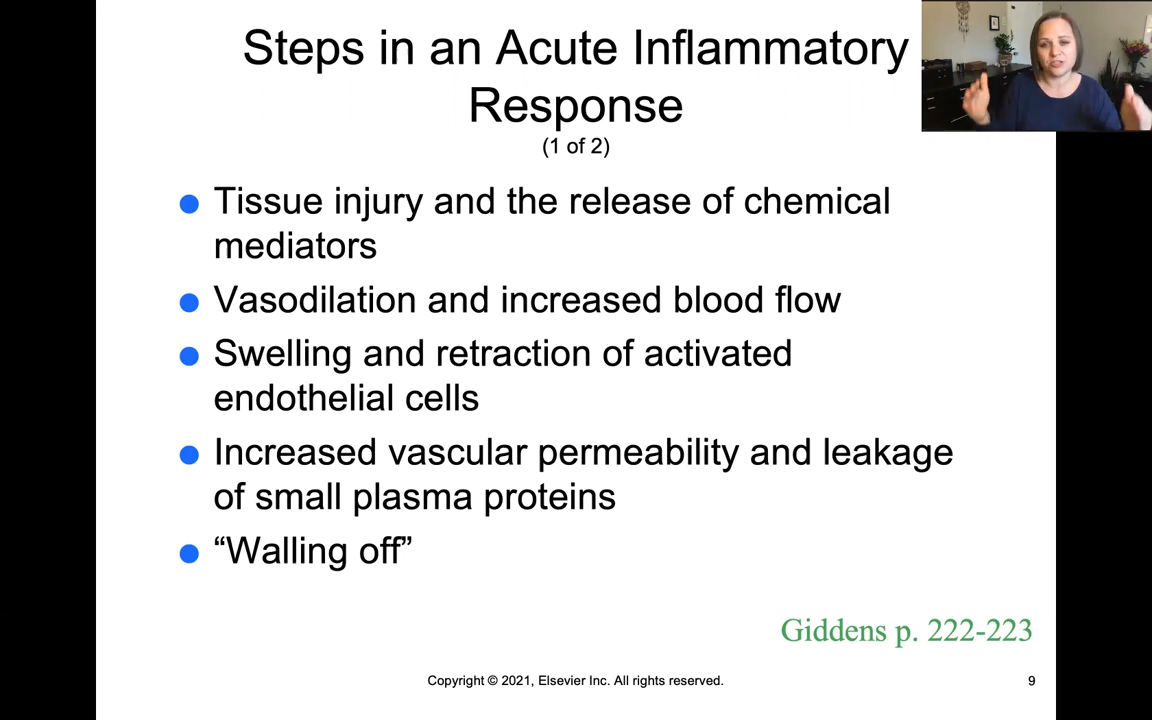 Steps in an Acute Inflammatory
Response
(1 of 2)
● Tissue injury and the release of chemical
mediators
● Vasodilation and increased blood flow
● Swelling and retraction of activated
endothelial cells
● Increased vascular permeability and leakage
of small plasma proteins
● “Walling off”
Giddens p. 222-223
Copyright © 2021, Elsevier Inc. All rights reserved.
9